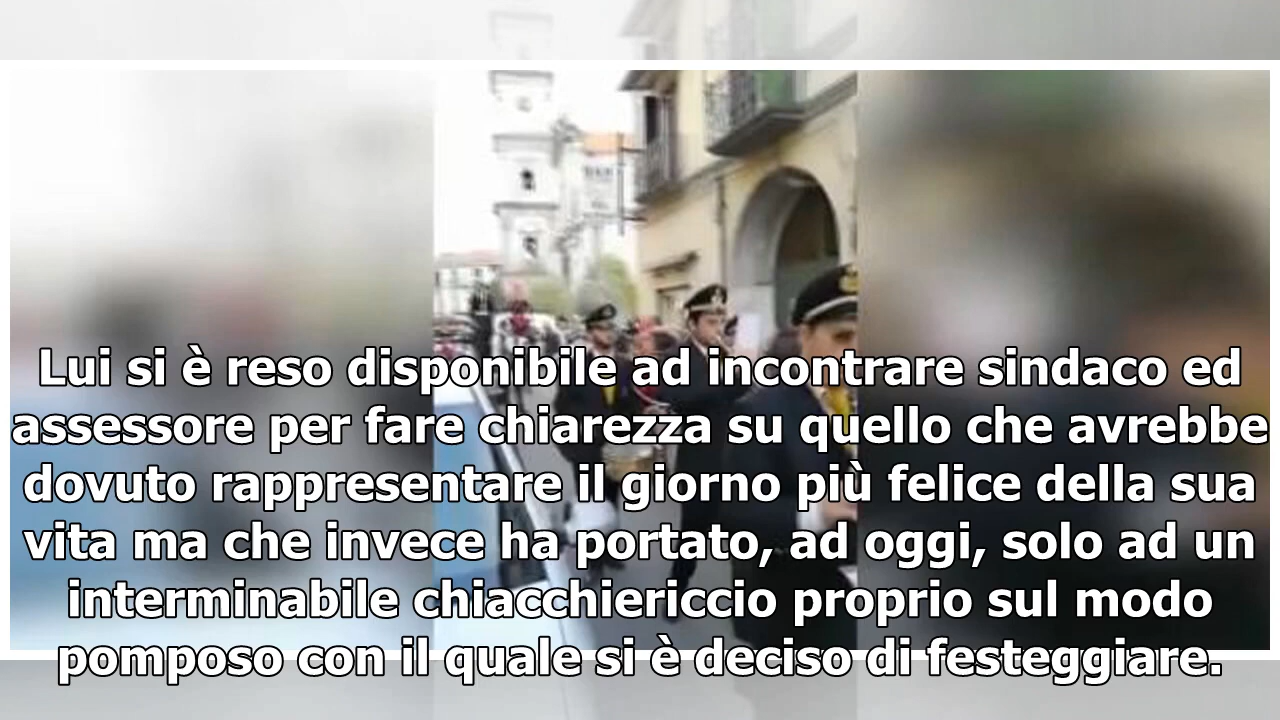 Lui si è reso disponibile ad incontrare sindaco ed
assessore per fare chiarezza su quello che avrebbe
dovuto rappresentare il giorno più felice della sua
vita ma che invece ha portato, ad oggi, solo ad un
interminabile chiacchiericcio proprio sul modo
pomposo con il quale si è deciso di festeggiare.